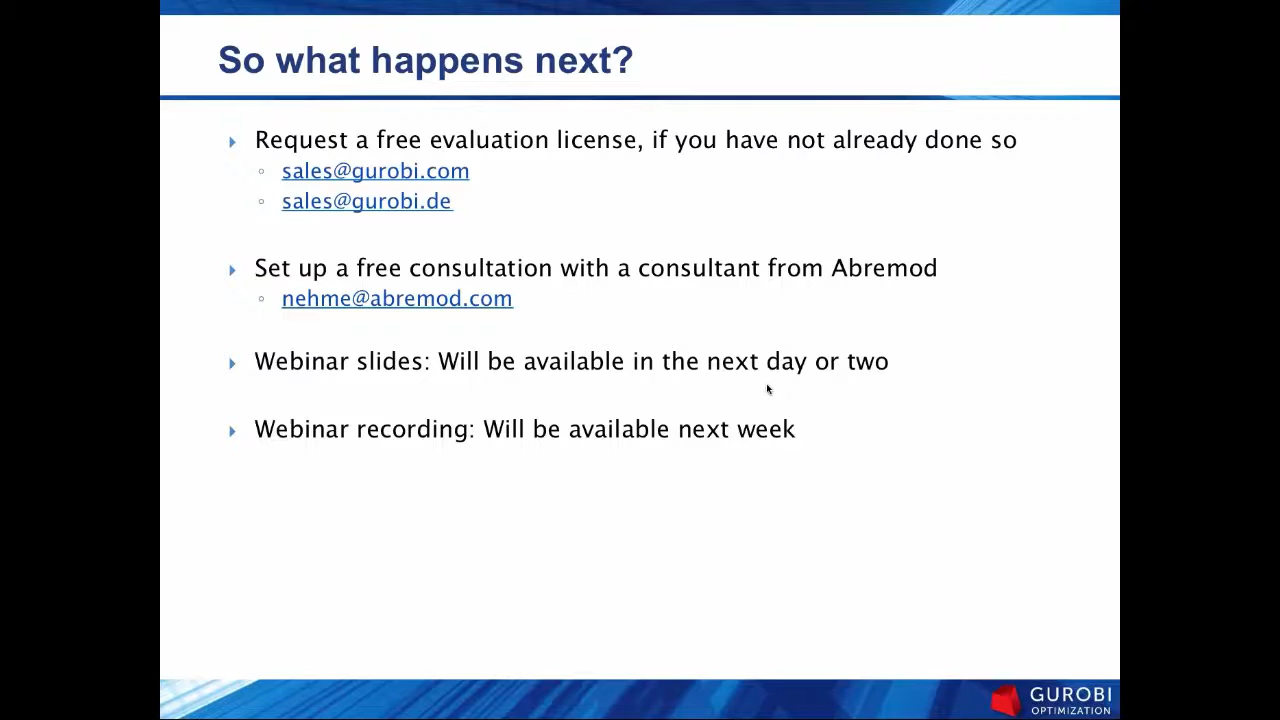 So what happens next?
Request a free evaluation license, if you have not already done so
sales@gurobi.com
sales@gurobi.de
Set up a free consultation with a consultant from Abremod
nehme@abremod.com
Webinar slides: Will be available in the next day or two
Webinar recording: Will be available next week
GUROBI
OPTIMIZATION